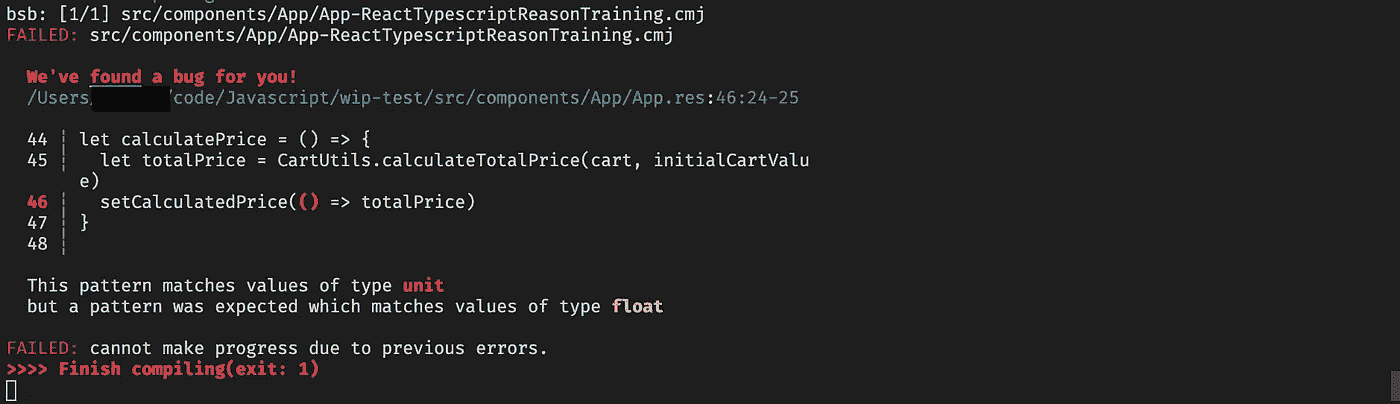 bsb: [1/1] src/components/App/App-ReactTypescriptReasonTraining.cmj
FAILED: src/components/App/App-ReactTypescriptReasonTraining.cmj
We've found a bug for you!
/Users/ /code/Javascript/wip-test/src/components/App/App.res:46:24-25
44 ¦ let calculatePrice = () => {
45 ¦   let totalPrice = CartUtils.calculateTotalPrice(cart, initialCartValu
   ¦ e)
46 ¦   setCalculatedPrice(() => totalPrice)
47 ¦ }
48 ¦
This pattern matches values of type unit
but a pattern was expected which matches values of type float
FAILED: cannot make progress due to previous errors.
>>>> Finish compiling(exit: 1)